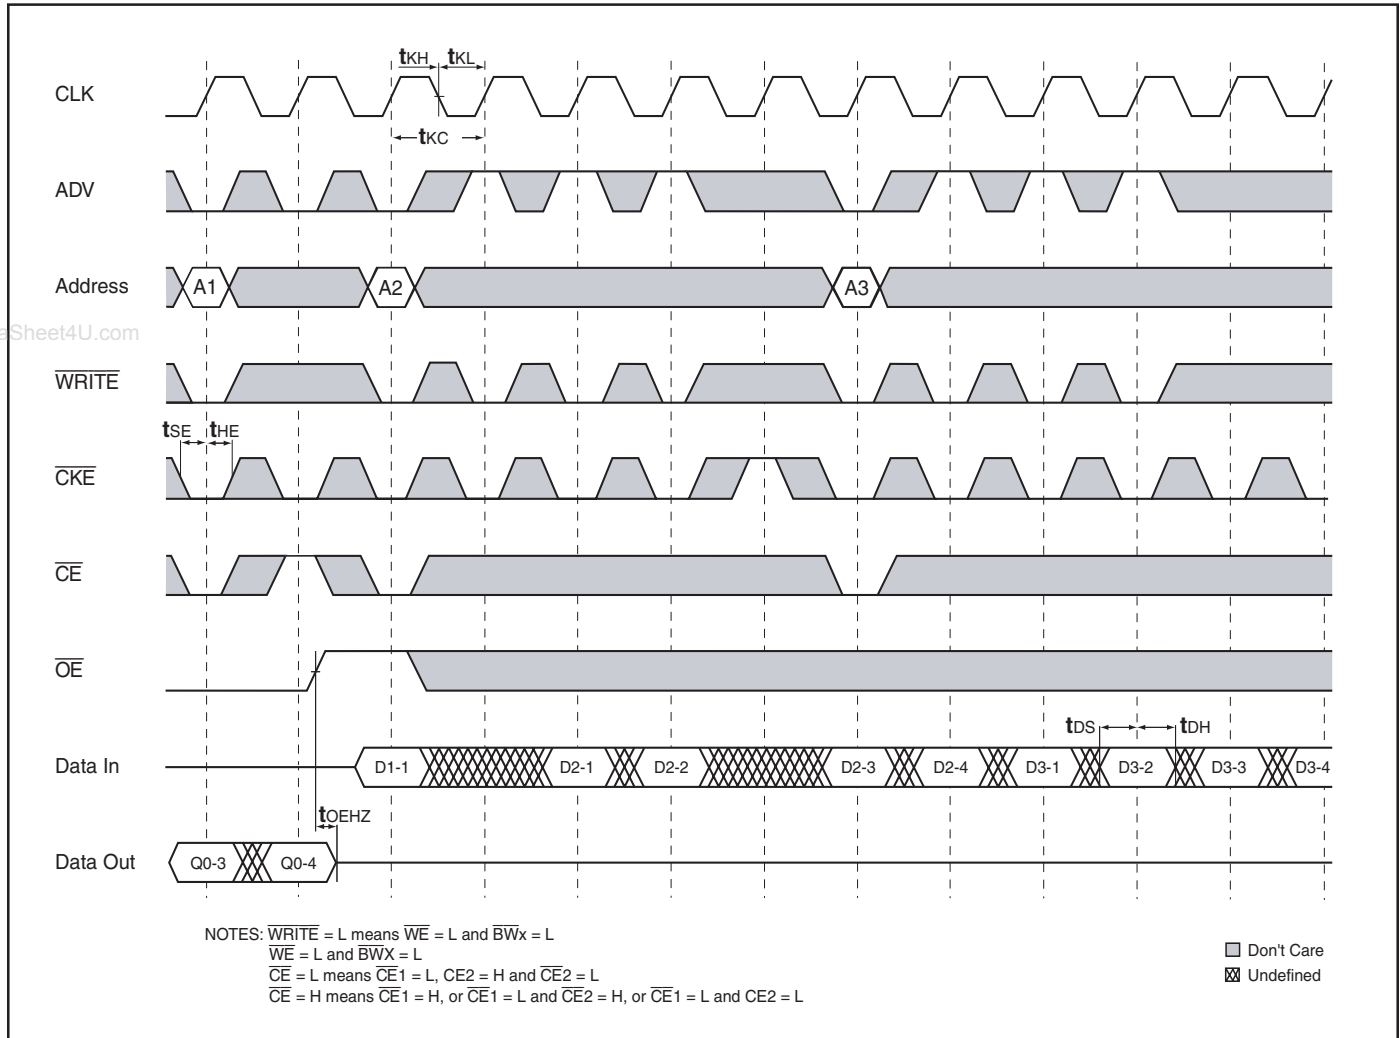 tKH tKL
CLK
tKC
ADV
Address A1 A2 A3
aSheet4U.com
WRITE
tSE tHE
CKE
CE
OE
tDS tDH
Data In D1-1 D2-1 D2-2 D2-3 D2-4 D3-1 D3-2 D3-3 D3-4
tOEHZ
Data Out Q0-3 Q0-4
NOTES: WRITE = L means WE = L and BWx = L
WE = L and BWX = L
CE = L means CE1 = L, CE2 = H and CE2 = L
CE = H means CE1 = H, or CE1 = L and CE2 = H, or CE1 = L and CE2 = L
Don't Care
Undefined